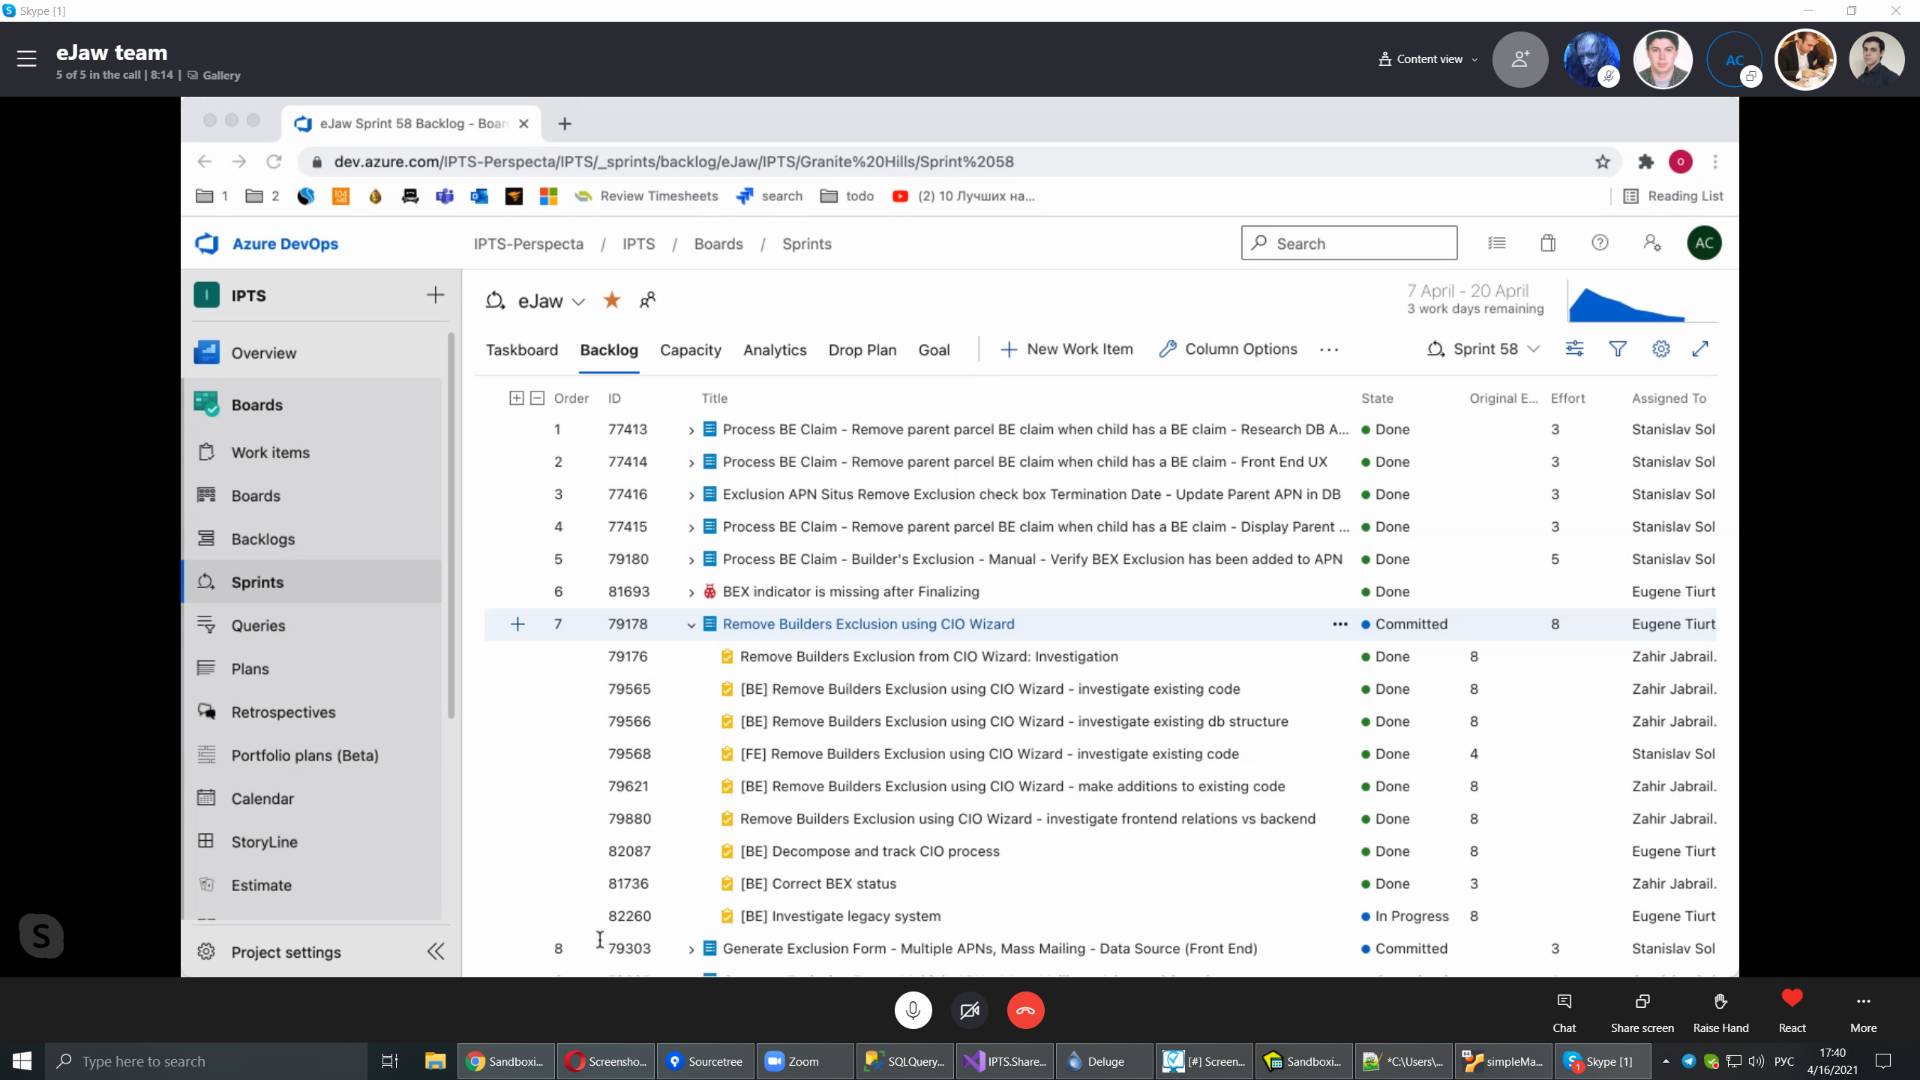 Skype [1]
eJaw team
5 of 5 in the call | 8:14 | Gallery
Content view
AC
eJaw Sprint 58 Backlog - Boar
dev.azure.com/IPTS-Perspecta/IPTS/_sprints/backlog/eJaw/IPTS/Granite%20Hills/Sprint%2058
O
1
2
Review Timesheets
search
todo
(2) 10 Лучших на...
Reading List
Azure DevOps
IPTS-Perspecta / IPTS / Boards / Sprints
Search
AC
I IPTS
eJaw
7 April - 20 April
3 work days remaining
Overview
Taskboard Backlog Capacity Analytics Drop Plan Goal
New Work Item
Column Options
Sprint 58
Boards
Work items
Boards
Backlogs
Sprints
Queries
Plans
Retrospectives
Portfolio plans (Beta)
Calendar
StoryLine
Estimate
Project settings
Order ID Title State Original E... Effort Assigned To
1 77413 Process BE Claim - Remove parent parcel BE claim when child has a BE claim - Research DB A... Done 3 Stanislav Sol
2 77414 Process BE Claim - Remove parent parcel BE claim when child has a BE claim - Front End UX Done 3 Stanislav Sol
3 77416 Exclusion APN Situs Remove Exclusion check box Termination Date - Update Parent APN in DB Done 3 Stanislav Sol
4 77415 Process BE Claim - Remove parent parcel BE claim when child has a BE claim - Display Parent ... Done 3 Stanislav Sol
5 79180 Process BE Claim - Builder's Exclusion - Manual - Verify BEX Exclusion has been added to APN Done 5 Stanislav Sol
6 81693 BEX indicator is missing after Finalizing Done Eugene Tiurt
7 79178 Remove Builders Exclusion using CIO Wizard ... Committed 8 Eugene Tiurt
79176 Remove Builders Exclusion from CIO Wizard: Investigation Done 8 Zahir Jabrail.
79565 [BE] Remove Builders Exclusion using CIO Wizard - investigate existing code Done 8 Zahir Jabrail.
79566 [BE] Remove Builders Exclusion using CIO Wizard - investigate existing db structure Done 8 Zahir Jabrail.
79568 [FE] Remove Builders Exclusion using CIO Wizard - investigate existing code Done 4 Stanislav Sol
79621 [BE] Remove Builders Exclusion using CIO Wizard - make additions to existing code Done 8 Zahir Jabrail.
79880 Remove Builders Exclusion using CIO Wizard - investigate frontend relations vs backend Done 8 Zahir Jabrail.
82087 [BE] Decompose and track CIO process Done 8 Eugene Tiurt
81736 [BE] Correct BEX status Done 3 Zahir Jabrail.
82260 [BE] Investigate legacy system In Progress 8 Eugene Tiurt
8 79303 Generate Exclusion Form - Multiple APNs, Mass Mailing - Data Source (Front End) Committed 3 Stanislav Sol
Chat
Share screen
Raise Hand
React
More
Type here to search
Sandboxi...
Screensho...
Sourcetree
Zoom
SQLQuery...
IPTS.Share...
Deluge
[#] Screen...
Sandboxi...
*C:\Users\...
simpleMa...
Skype [1]
РУС
17:40
4/16/2021